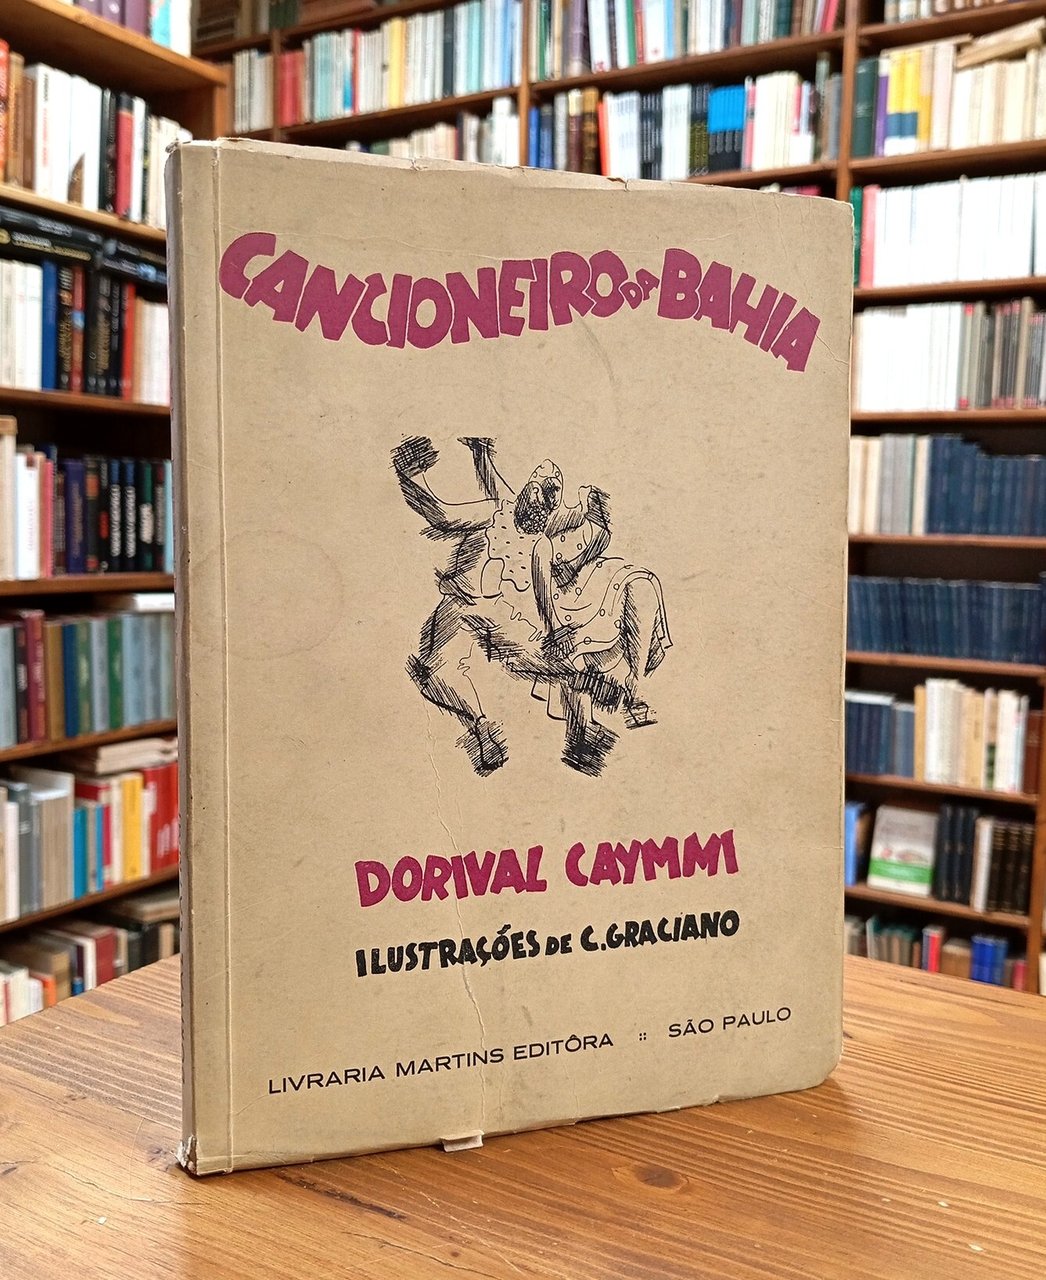 CANCIONEIRO DA BAHIA
DORIVAL CAYMMI
ILUSTRAÇÕES DE C. GRACIANO
LIVRARIA MARTINS EDITÔRA :: SÃO PAULO